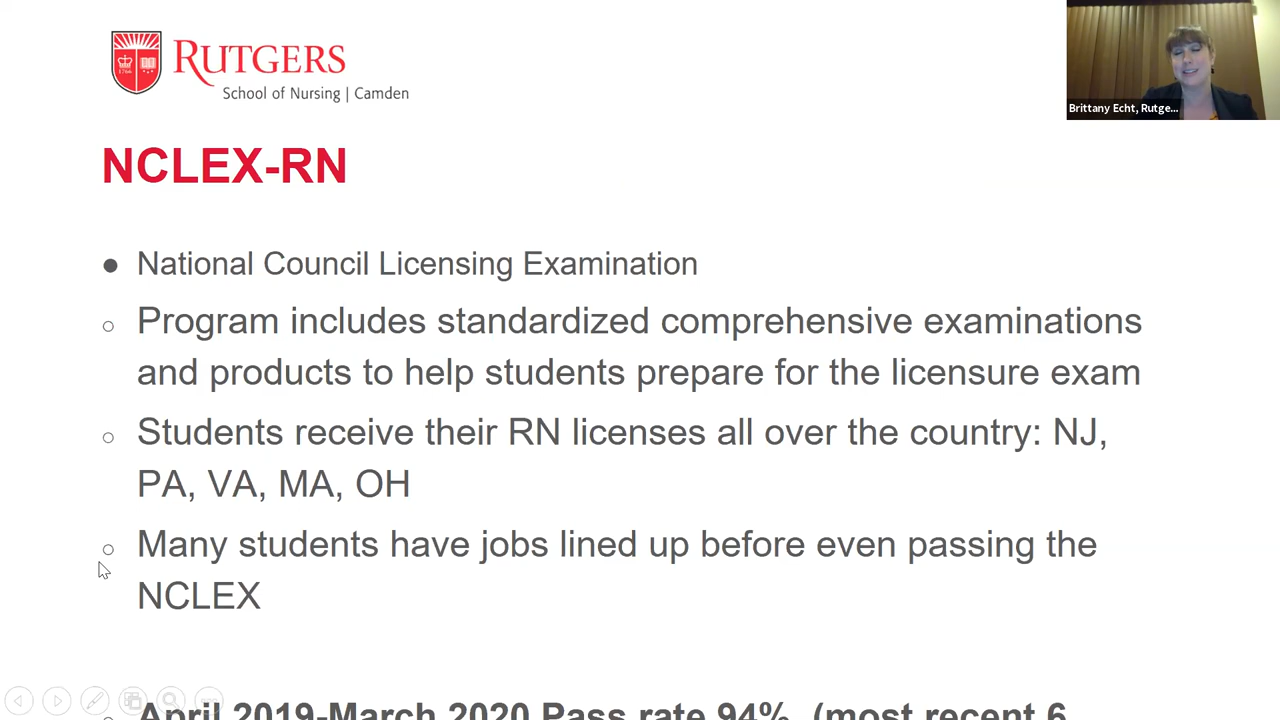 RUTGERS
School of Nursing | Camden
1766
Brittany Echt, Rutge...
NCLEX-RN
● National Council Licensing Examination
○ Program includes standardized comprehensive examinations
and products to help students prepare for the licensure exam
○ Students receive their RN licenses all over the country: NJ,
PA, VA, MA, OH
○ Many students have jobs lined up before even passing the
NCLEX
○ April 2019-March 2020 Pass rate 94% (most recent 6